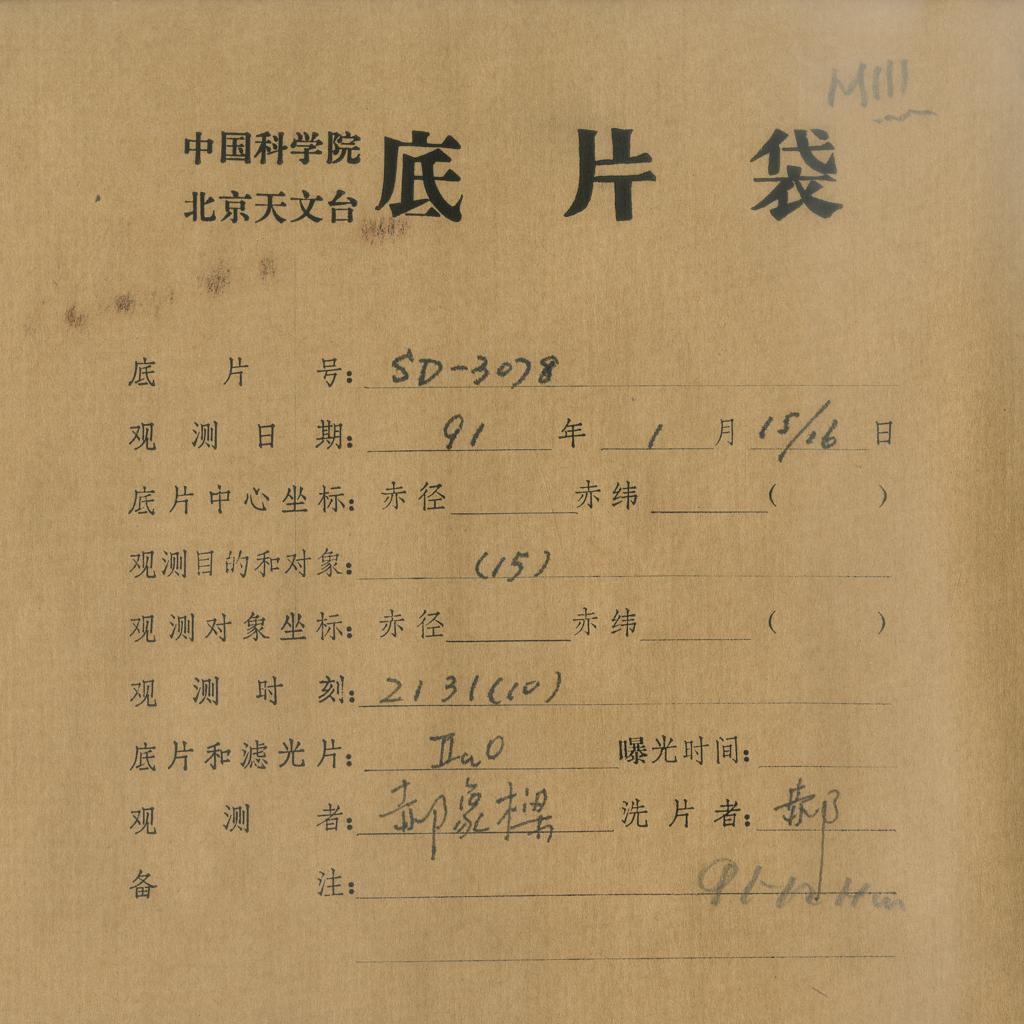 M111
中国科学院
北京天文台
底片袋
底片号: SD-3078
观测日期: 91年 1月 15/16日
底片中心坐标: 赤径 赤纬 ( )
观测目的和对象: (15)
观测对象坐标: 赤径 赤纬 ( )
观测时刻: 2131(10)
底片和滤光片: IIaO 曝光时间:
观测者: 郝象樑 洗片者: 郝
备注: